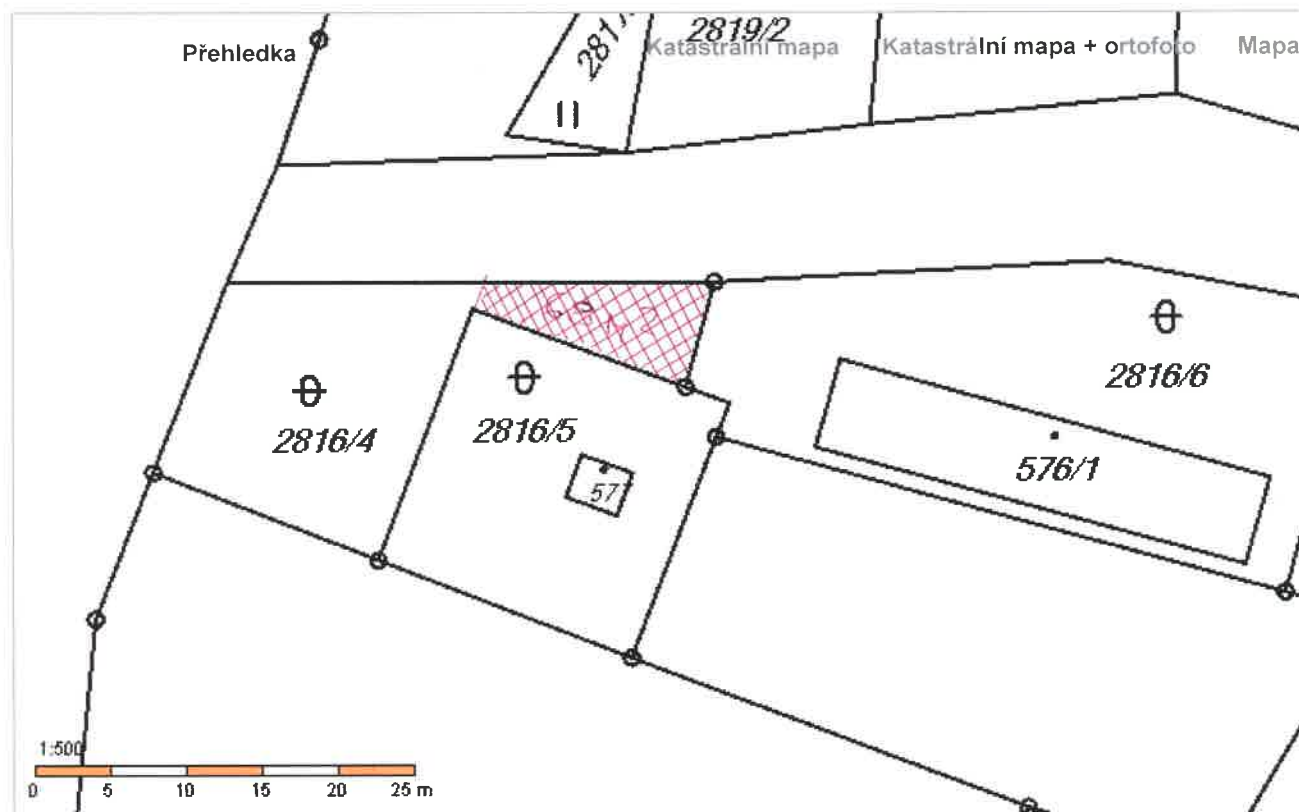 Přehledka
Katastrální mapa
Katastrální mapa + ortofoto
Mapa
2819/2
2816/4
2816/5
2816/6
57
576/1
1:500
0 5 10 15 20 25 m